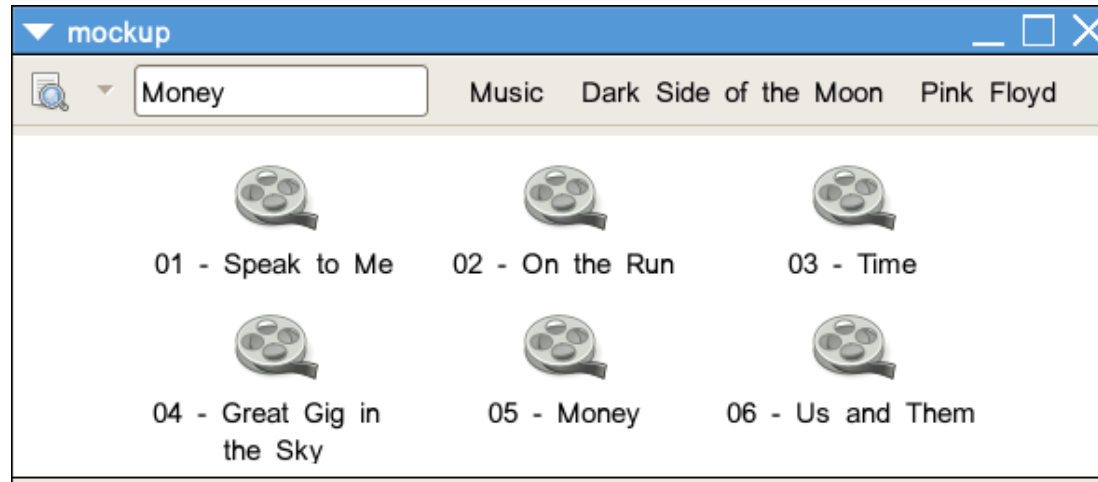 mockup
Money Music Dark Side of the Moon Pink Floyd
01 - Speak to Me 02 - On the Run 03 - Time
04 - Great Gig in 05 - Money 06 - Us and Them
the Sky